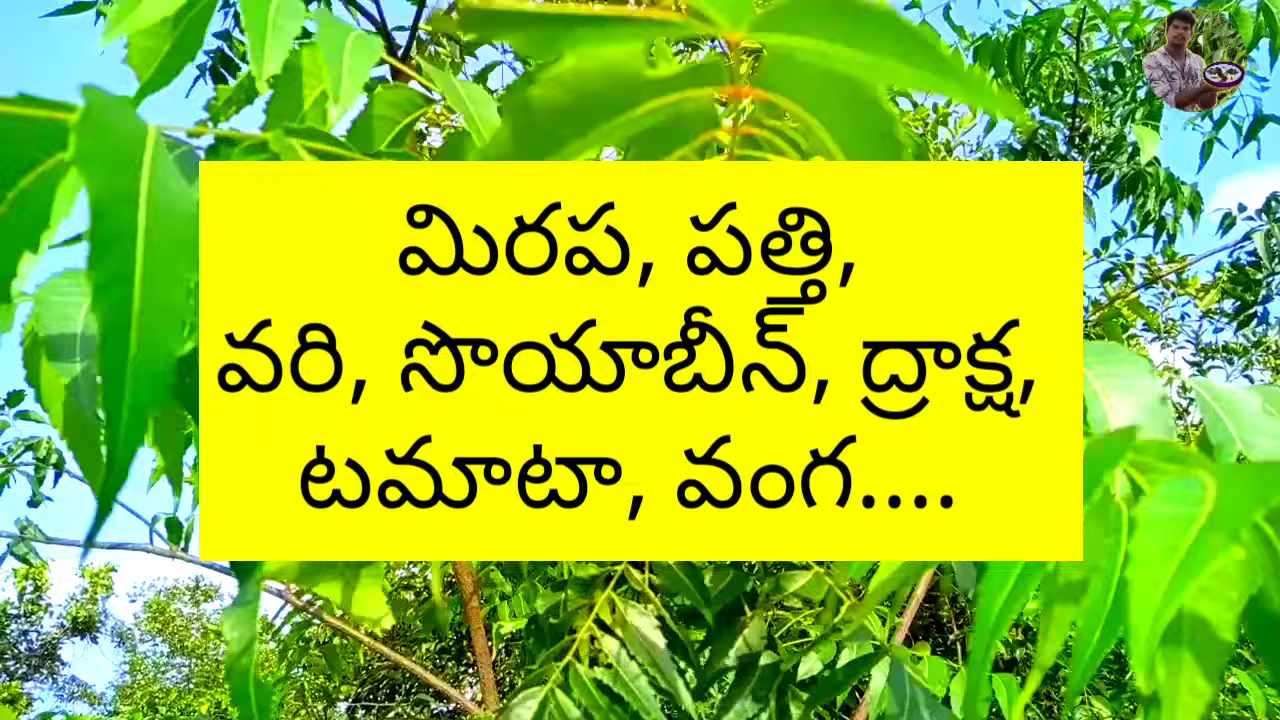 మిరప, పత్తి,
వరి, సొయాబీన్, ద్రాక్ష,
టమాటా, వంగ....